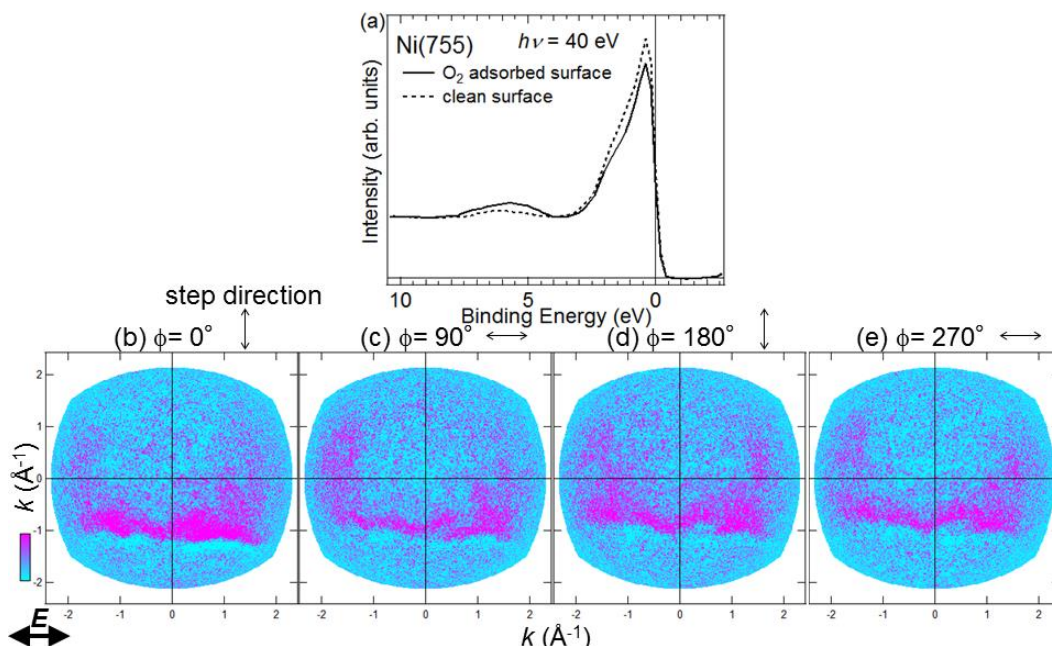 (a)
Ni(755) hν = 40 eV
O2 adsorbed surface
clean surface
Intensity (arb. units)
10 5 0
Binding Energy (eV)
step direction
(b) ϕ= 0°
(c) ϕ= 90°
(d) ϕ= 180°
(e) ϕ= 270°
k (Å-1)
2
1
0
-1
-2
-2 -1 0 1 2
-2 -1 0 1 2
-2 -1 0 1 2
-2 -1 0 1 2
E
k (Å-1)